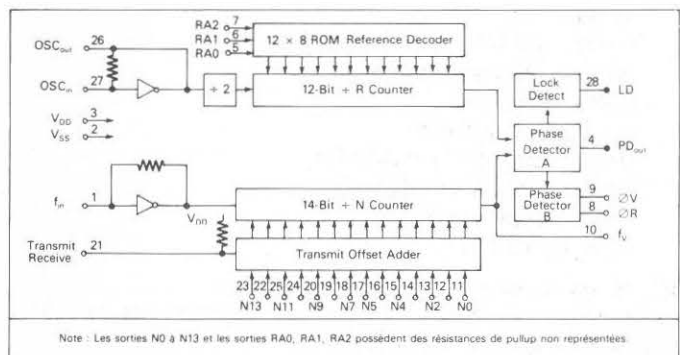 RA2 7
RA1 6
RA0 5
12 × 8 ROM Reference Decoder
OSCout 26
OSCin 27
÷ 2
12-Bit ÷ R Counter
Lock Detect
28 LD
VDD 3
VSS 2
Phase Detector A
4 PDout
fin 1
VDD
14-Bit ÷ N Counter
Phase Detector B
9 ØV
8 ØR
10 fV
Transmit Receive 21
Transmit Offset Adder
23 22 25 24 20 19 18 17 16 15 14 13 12 11
N13 N11 N9 N7 N5 N4 N2 N0
Note : Les sorties N0 à N13 et les sorties RA0, RA1, RA2 possèdent des résistances de pullup non représentées.